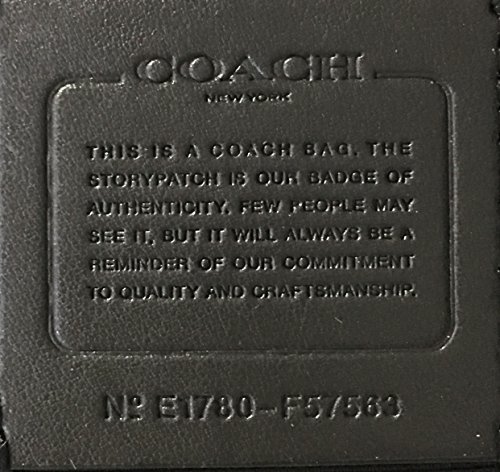 COACH
NEW YORK
THIS IS A COACH BAG. THE
STORYPATCH IS OUR BADGE OF
AUTHENTICITY. FEW PEOPLE MAY
SEE IT, BUT IT WILL ALWAYS BE A
REMINDER OF OUR COMMITMENT
TO QUALITY AND CRAFTSMANSHIP.
Nº E1780-F57563